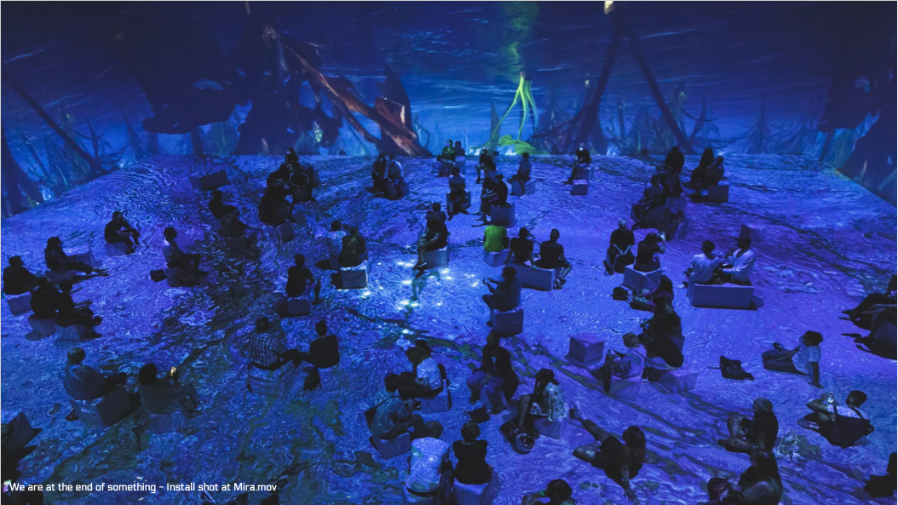 We are at the end of something - Install shot at Mira.mov